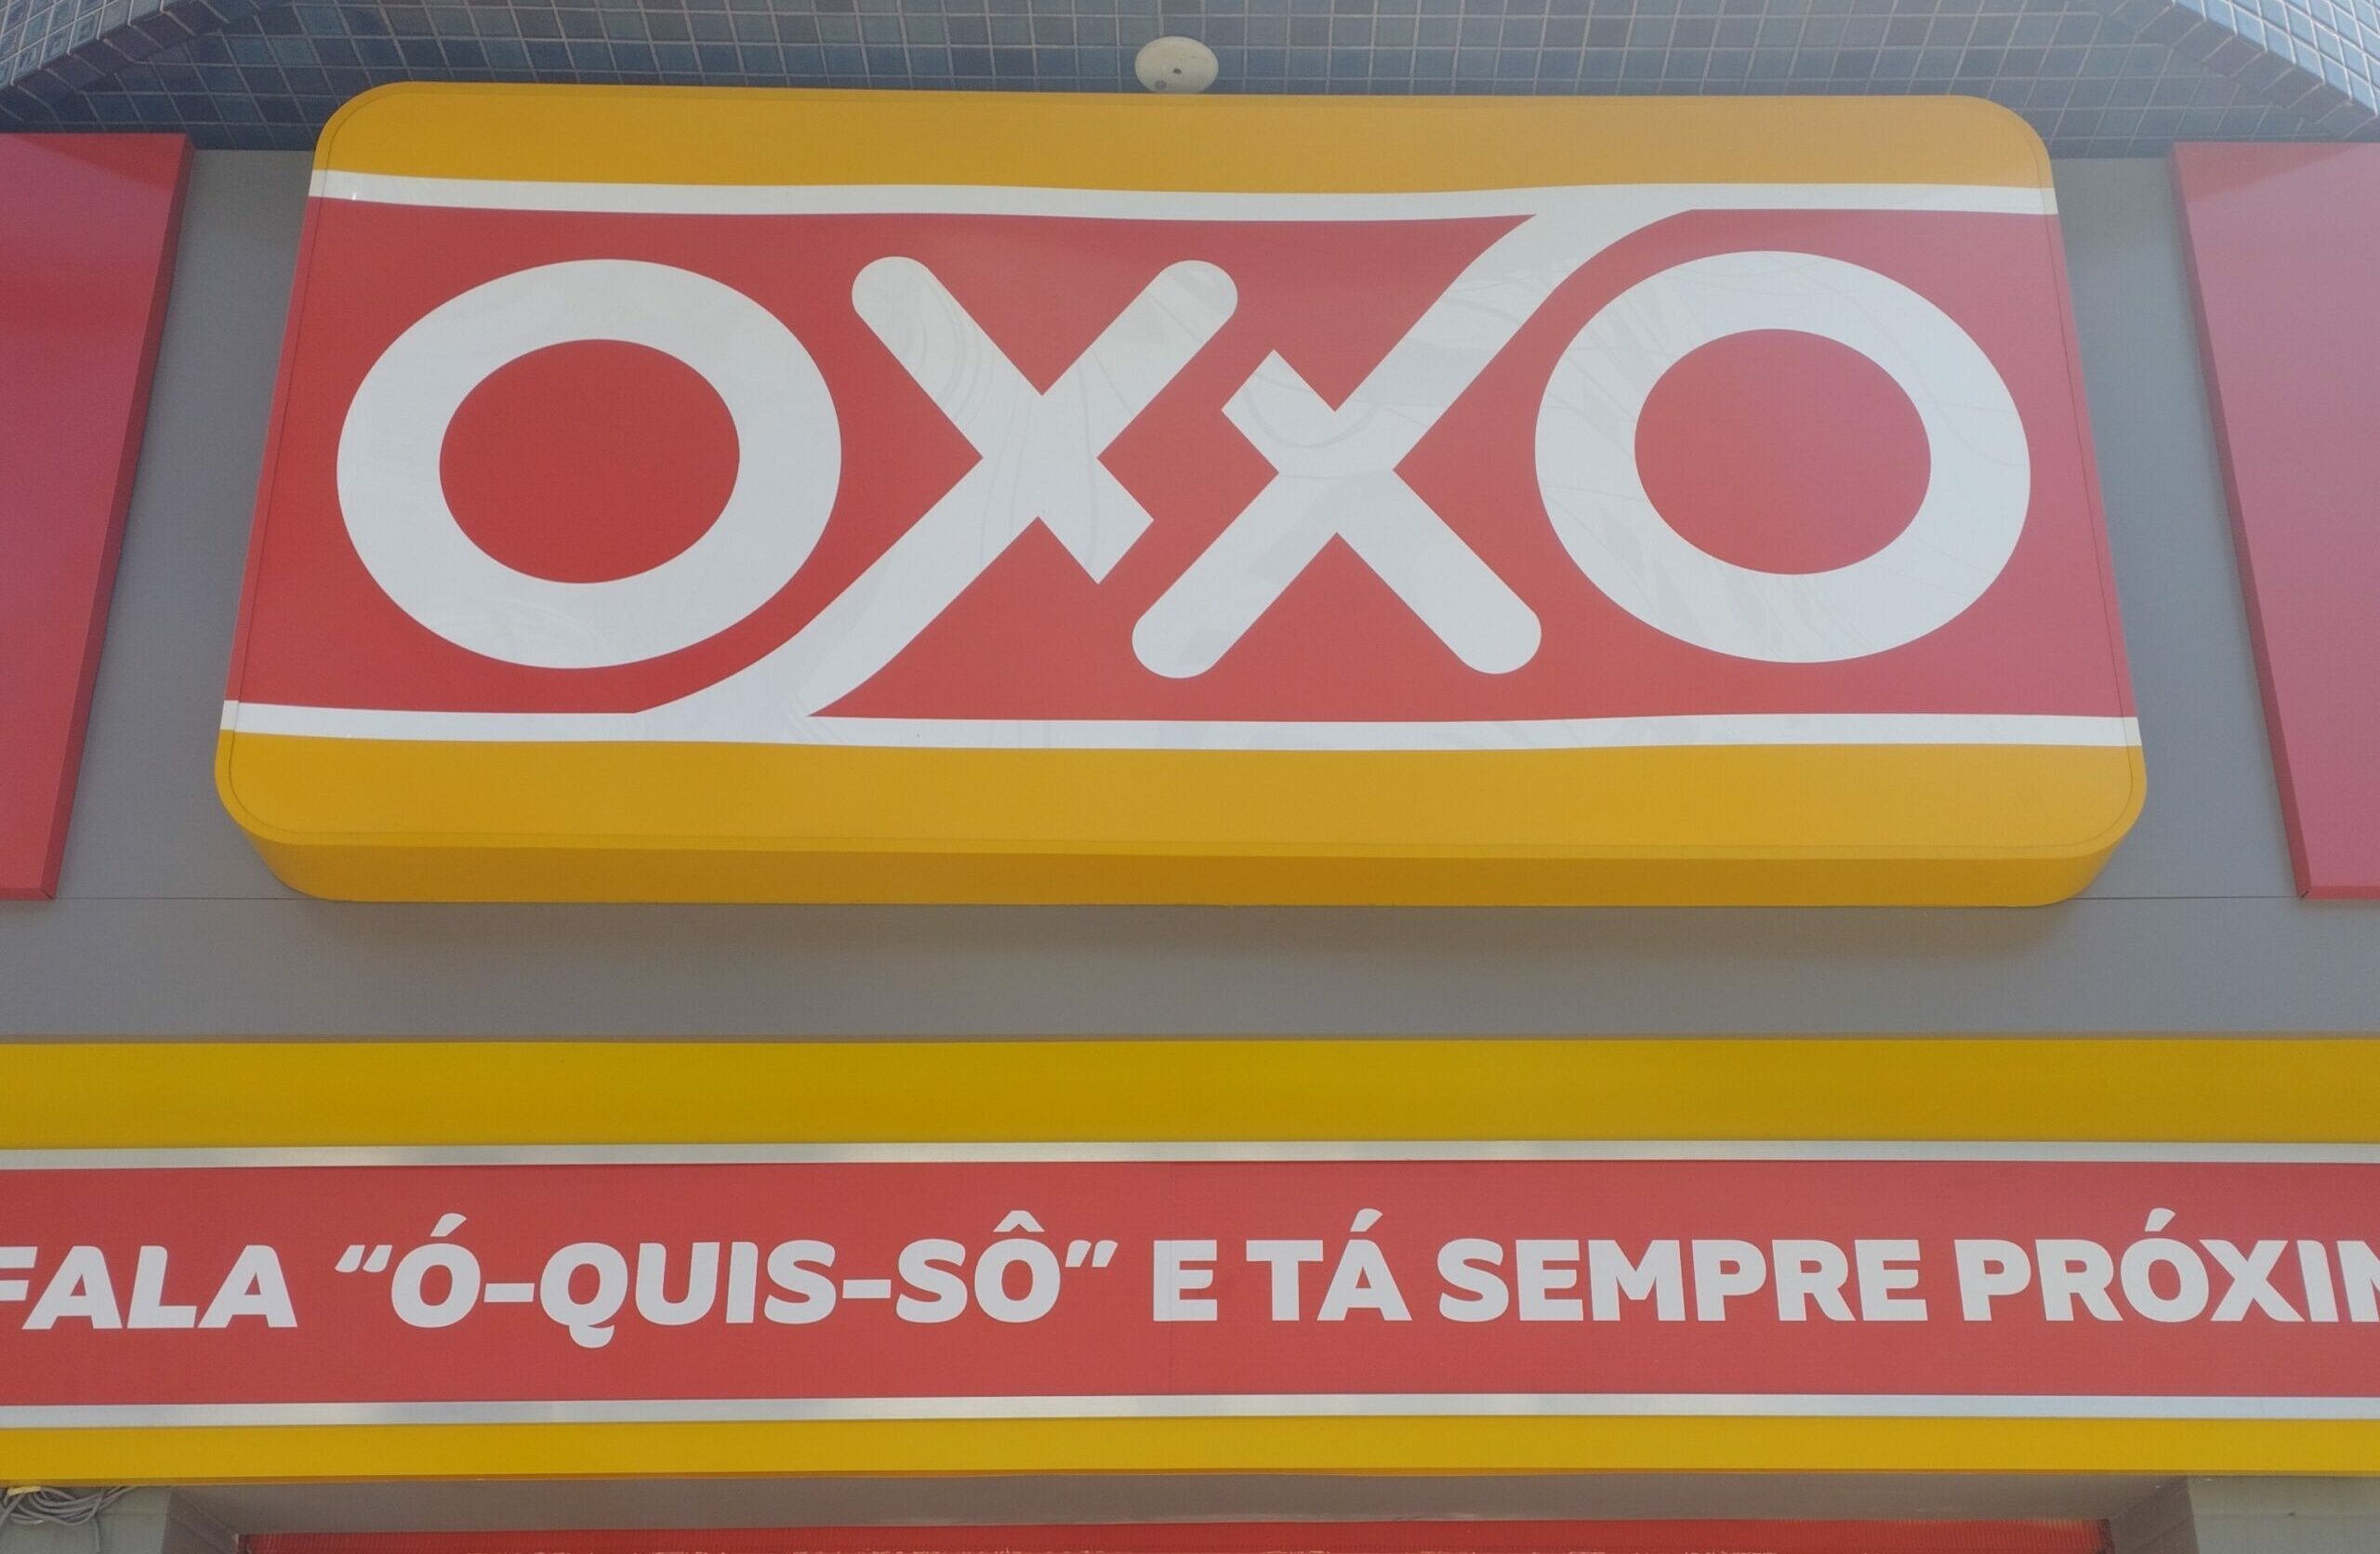 OXXO
FALA “Ó-QUIS-SÔ” E TÁ SEMPRE